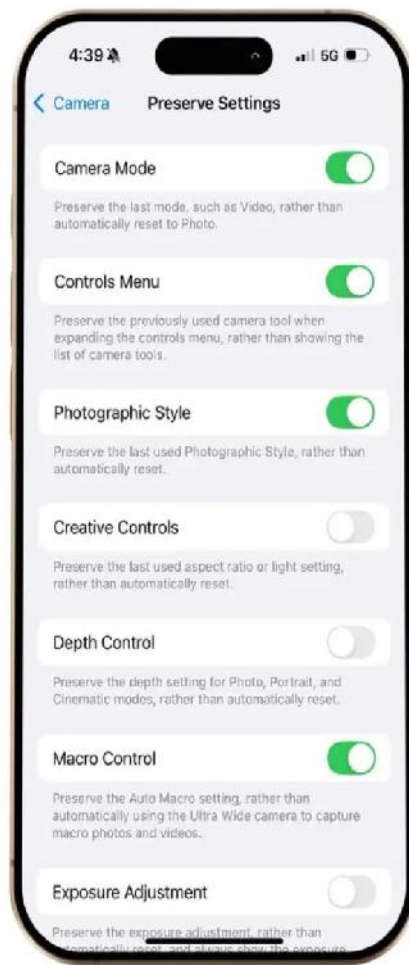 4:39
5G
Camera
Preserve Settings
Camera Mode
Preserve the last mode, such as Video, rather than
automatically reset to Photo.
Controls Menu
Preserve the previously used camera tool when
expanding the controls menu, rather than showing the
list of camera tools.
Photographic Style
Preserve the last used Photographic Style, rather than
automatically reset.
Creative Controls
Preserve the last used aspect ratio or light setting,
rather than automatically reset.
Depth Control
Preserve the depth setting for Photo, Portrait, and
Cinematic modes, rather than automatically reset.
Macro Control
Preserve the Auto Macro setting, rather than
automatically using the Ultra Wide camera to capture
macro photos and videos.
Exposure Adjustment
Preserve the exposure adjustment, rather than
automatically reset, and always show the exposure